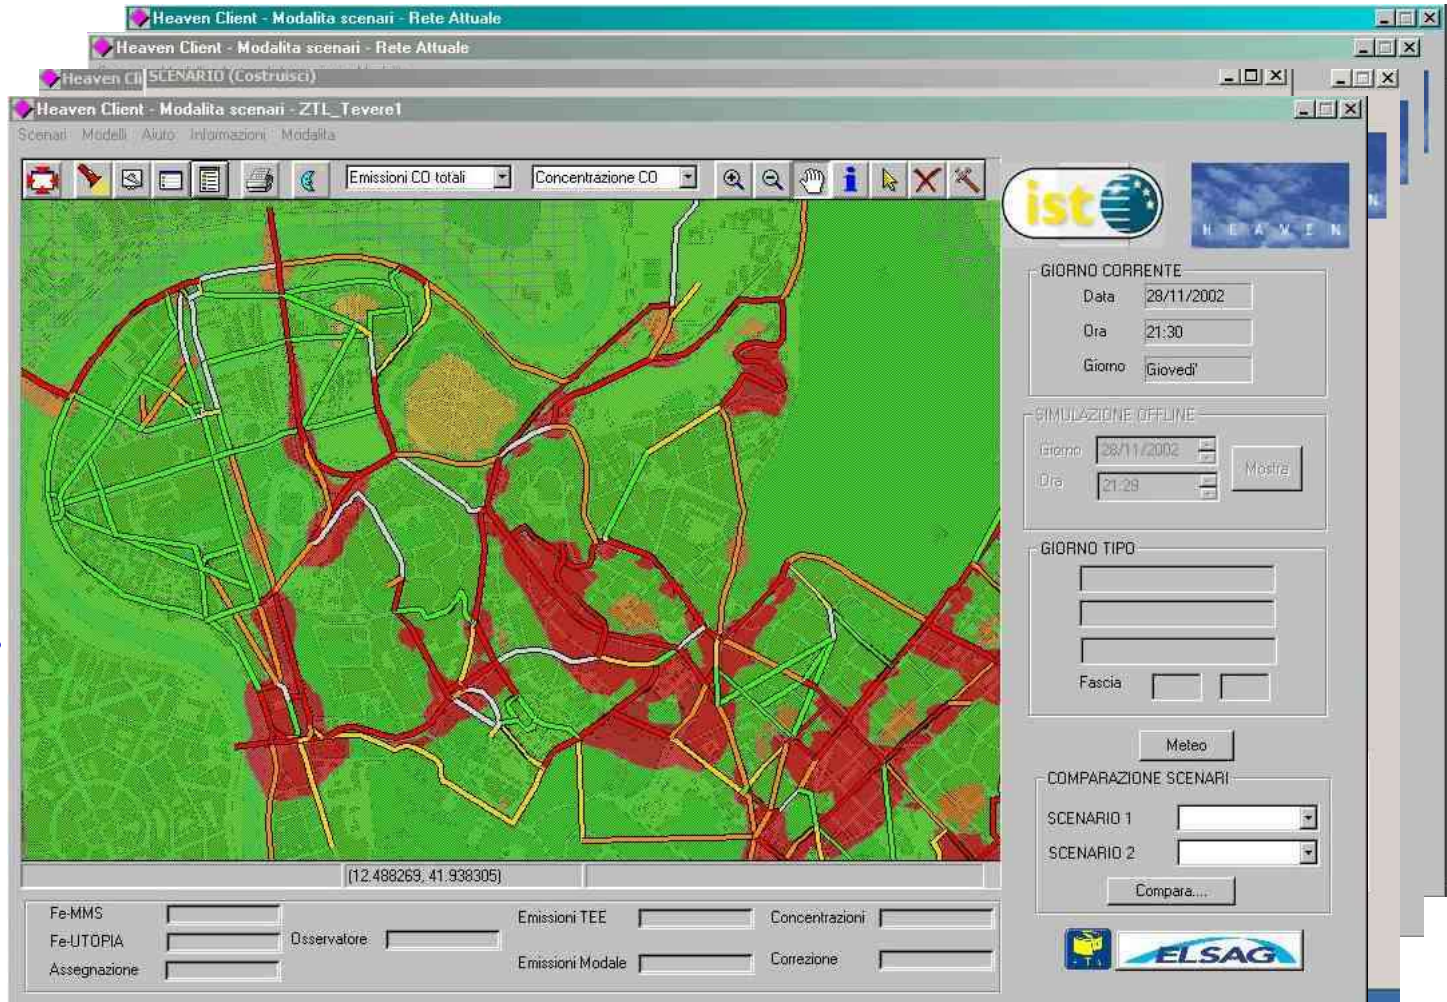 Heaven Client - Modalita scenari - Rete Attuale
Heaven Client - Modalita scenari - Rete Attuale
Heaven Cli
SCENARIO (Costruisci)
Heaven Client - Modalita scenari - ZTL_Tevere1
Scenari Modelli Aiuto Informazioni Modalita
Emissioni CO totali
Concentrazione CO
ist
HEAVEN
N
GIORNO CORRENTE
Data 28/11/2002
Ora 21:30
Giorno Giovedi'
SIMULAZIONE OFFLINE
Giorno 28/11/2002
Mostra
Ora 21:29
GIORNO TIPO
Fascia
Meteo
COMPARAZIONE SCENARI
SCENARIO 1
SCENARIO 2
Compara....
(12.488269, 41.938305)
Fe-MMS
Fe-UTOPIA
Assegnazione
Osservatore
Emissioni TEE
Emissioni Modale
Concentrazioni
Correzione
ELSAG